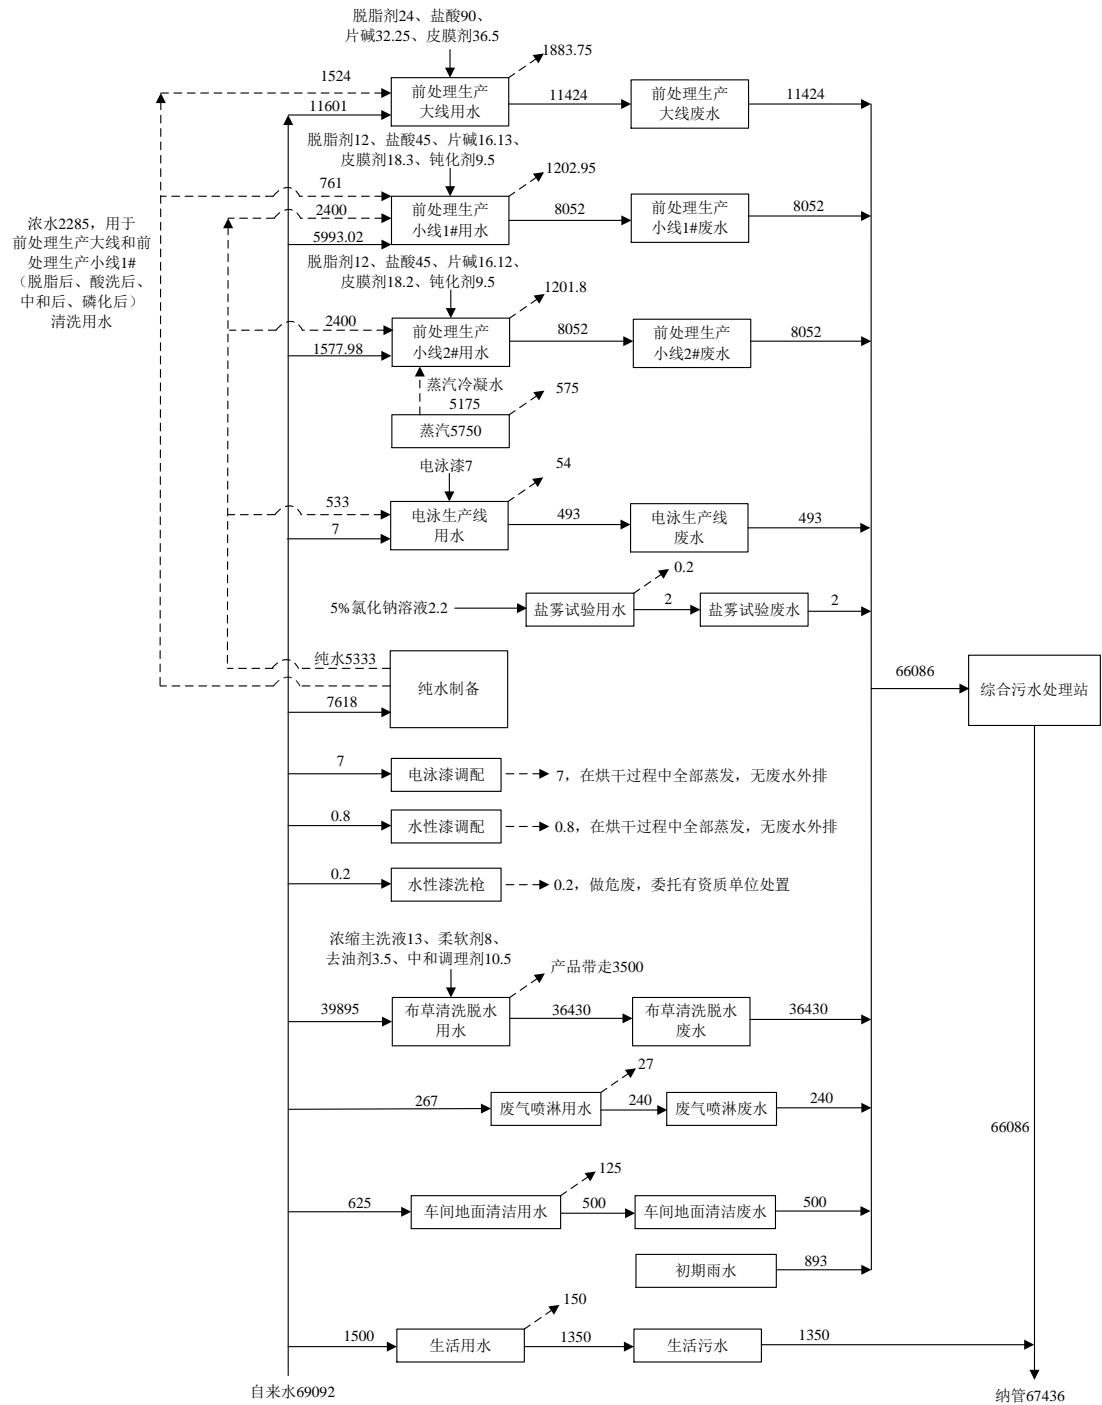 脱脂剂24、盐酸90、
片碱32.25、皮膜剂36.5
1883.75
1524
前处理生产
大线用水
11601
11424
前处理生产
大线废水
11424
脱脂剂12、盐酸45、片碱16.13、
皮膜剂18.3、钝化剂9.5
1202.95
761
2400
前处理生产
小线1#用水
5993.02
8052
前处理生产
小线1#废水
8052
浓水2285，用于
前处理生产大线和前
处理生产小线1#
（脱脂后、酸洗后、
中和后、磷化后）
清洗用水
脱脂剂12、盐酸45、片碱16.12、
皮膜剂18.2、钝化剂9.5
1201.8
2400
前处理生产
小线2#用水
1577.98
8052
前处理生产
小线2#废水
8052
蒸汽冷凝水
5175
575
蒸汽5750
电泳漆7
54
533
电泳生产线
用水
7
493
电泳生产线
废水
493
0.2
5%氯化钠溶液2.2
盐雾试验用水
2
盐雾试验废水
2
纯水5333
纯水制备
7618
66086
综合污水处理站
7
电泳漆调配
7，在烘干过程中全部蒸发，无废水外排
0.8
水性漆调配
0.8，在烘干过程中全部蒸发，无废水外排
0.2
水性漆洗枪
0.2，做危废，委托有资质单位处置
浓缩主洗液13、柔软剂8、
去油剂3.5、中和调理剂10.5
产品带走3500
39895
布草清洗脱水
用水
36430
布草清洗脱水
废水
36430
27
267
废气喷淋用水
240
废气喷淋废水
240
66086
125
625
车间地面清洁用水
500
车间地面清洁废水
500
初期雨水
893
150
1500
生活用水
1350
生活污水
1350
自来水69092
纳管67436